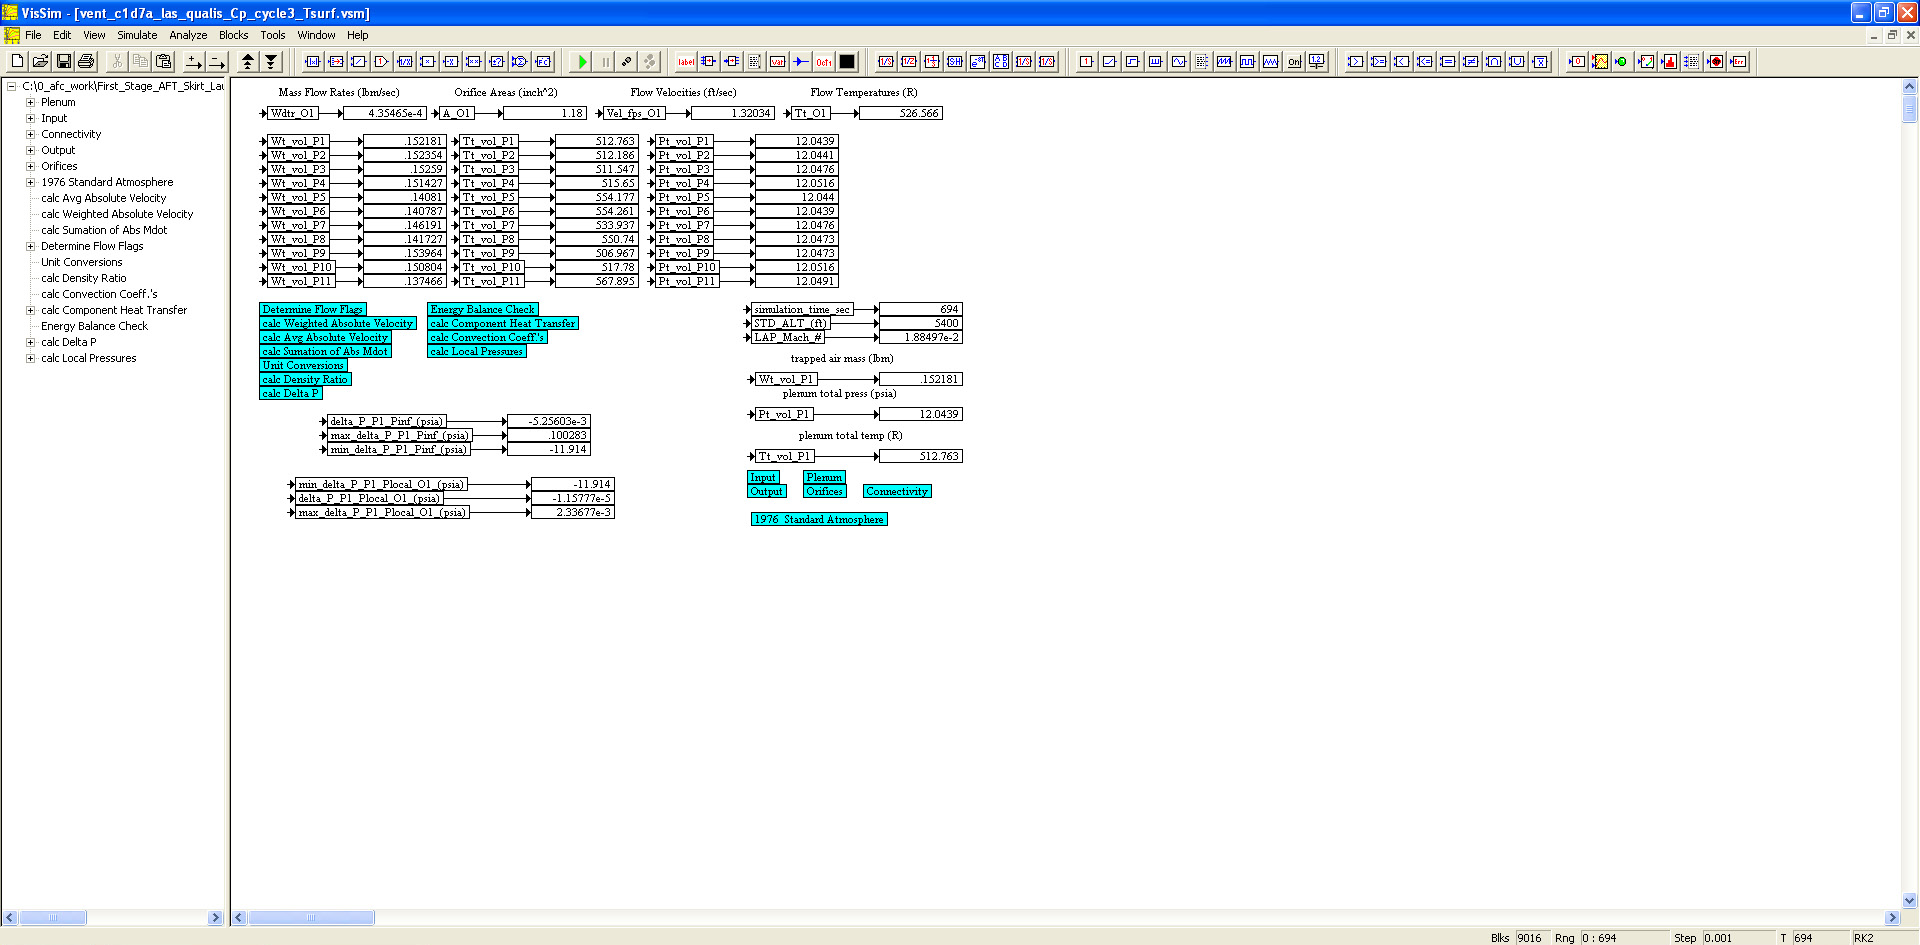 VisSim - [vent_c1d7a_las_qualis_Cp_cycle3_Tsurf.vsm]
File Edit View Simulate Analyze Blocks Tools Window Help
C:\0_afc_work\First_Stage_AFT_Skirt_Lau
Plenum
Input
Connectivity
Output
Orifices
1976 Standard Atmosphere
calc Avg Absolute Velocity
calc Weighted Absolute Velocity
calc Sumation of Abs Mdot
Determine Flow Flags
Unit Conversions
calc Density Ratio
calc Convection Coeff.'s
calc Component Heat Transfer
Energy Balance Check
calc Delta P
calc Local Pressures
Mass Flow Rates (lbm/sec) Orifice Areas (inch^2) Flow Velocities (ft/sec) Flow Temperatures (R)
Wdtr_O1 4.35465e-4 A_O1 1.18 Vel_fps_O1 1.32034 Tt_O1 526.566
Wt_vol_P1 .152181 Tt_vol_P1 512.763 Pt_vol_P1 12.0439
Wt_vol_P2 .152354 Tt_vol_P2 512.186 Pt_vol_P2 12.0441
Wt_vol_P3 .15259 Tt_vol_P3 511.547 Pt_vol_P3 12.0476
Wt_vol_P4 .151427 Tt_vol_P4 515.65 Pt_vol_P4 12.0516
Wt_vol_P5 .14081 Tt_vol_P5 554.177 Pt_vol_P5 12.044
Wt_vol_P6 .140787 Tt_vol_P6 554.261 Pt_vol_P6 12.0439
Wt_vol_P7 .146191 Tt_vol_P7 533.937 Pt_vol_P7 12.0476
Wt_vol_P8 .141727 Tt_vol_P8 550.74 Pt_vol_P8 12.0473
Wt_vol_P9 .153964 Tt_vol_P9 506.967 Pt_vol_P9 12.0473
Wt_vol_P10 .150804 Tt_vol_P10 517.78 Pt_vol_P10 12.0516
Wt_vol_P11 .137466 Tt_vol_P11 567.895 Pt_vol_P11 12.0491
Determine Flow Flags Energy Balance Check simulation_time_sec 694
calc Weighted Absolute Velocity calc Component Heat Transfer STD_ALT_(ft) 5400
calc Avg Absolute Velocity calc Convection Coeff.'s LAP_Mach_# 1.88497e-2
calc Sumation of Abs Mdot calc Local Pressures
trapped air mass (lbm)
Unit Conversions
calc Density Ratio Wt_vol_P1 .152181
calc Delta P plenum total press (psia)
Pt_vol_P1 12.0439
delta_P_P1_Pinf_(psia) -5.25603e-3
max_delta_P_P1_Pinf_(psia) .100283 plenum total temp (R)
min_delta_P_P1_Pinf_(psia) -11.914
Tt_vol_P1 512.763
Input Plenum
min_delta_P_P1_Plocal_O1_(psia) -11.914
Output Orifices Connectivity
delta_P_P1_Plocal_O1_(psia) -1.15777e-5
max_delta_P_P1_Plocal_O1_(psia) 2.33677e-3
1976 Standard Atmosphere
Blks 9016 Rng 0 : 694 Step 0.001 T 694 RK2